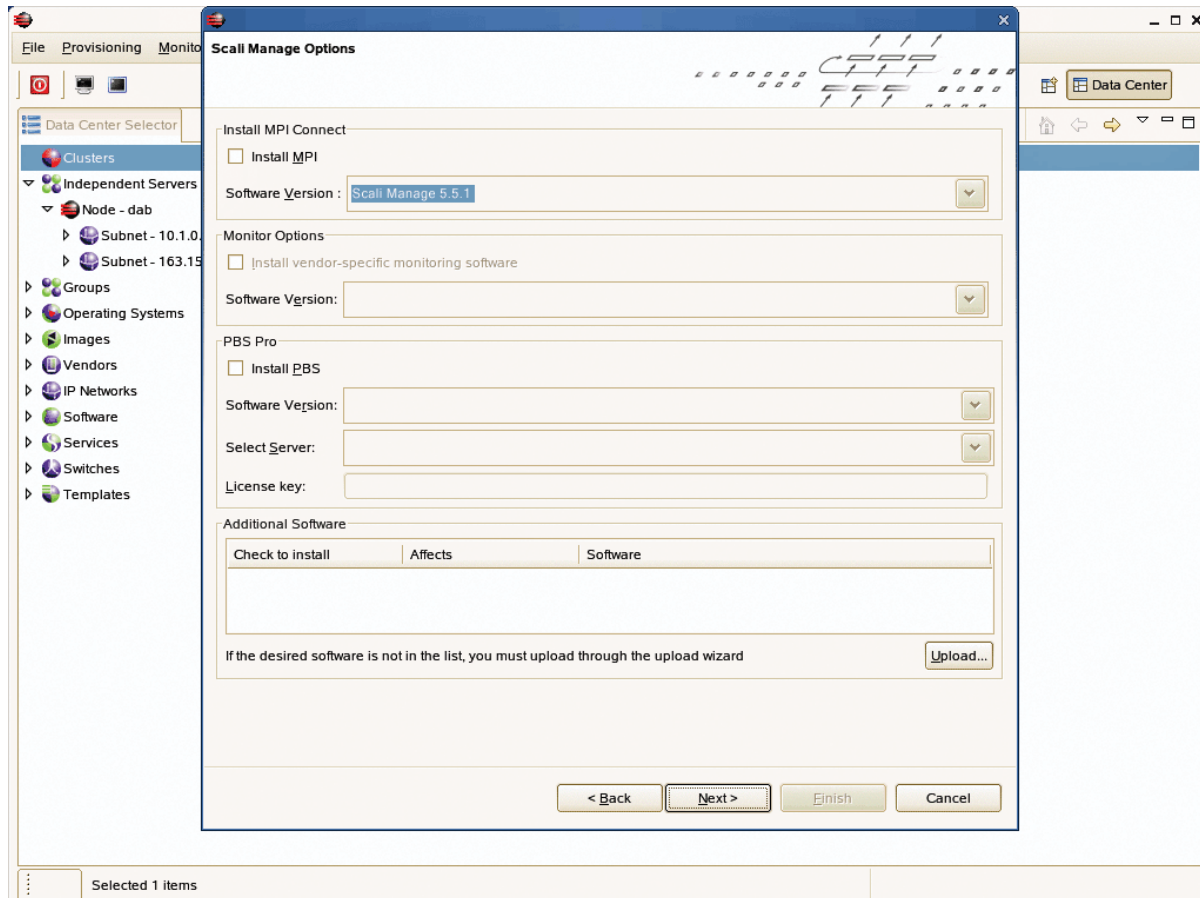 Scali Manage Options
File Provisioning Monito
Data Center
Data Center Selector
Clusters
Independent Servers
Node - dab
Subnet - 10.1.0.
Subnet - 163.15
Groups
Operating Systems
Images
Vendors
IP Networks
Software
Services
Switches
Templates
Install MPI Connect
Install MPI
Software Version : Scali Manage 5.5.1
Monitor Options
Install vendor-specific monitoring software
Software Version:
PBS Pro
Install PBS
Software Version:
Select Server:
License key:
Additional Software
Check to install Affects Software
If the desired software is not in the list, you must upload through the upload wizard Upload...
< Back Next > Finish Cancel
Selected 1 items